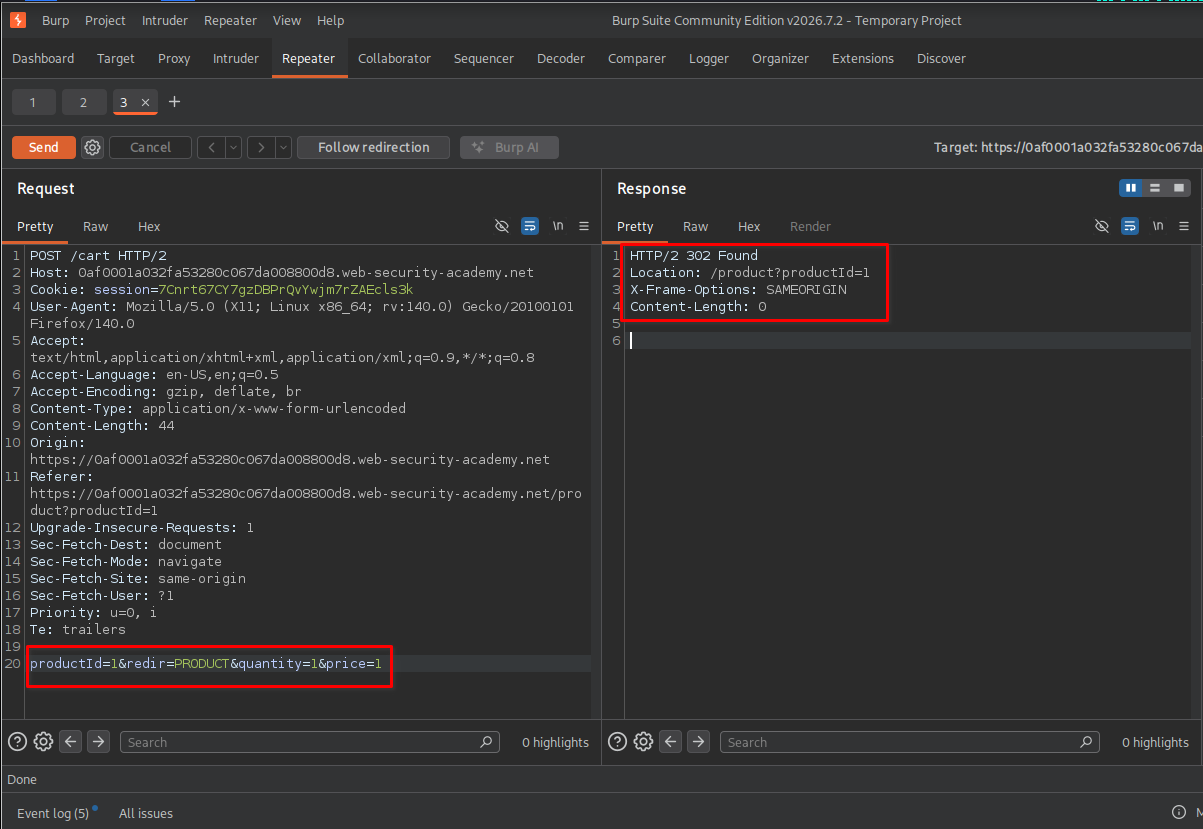 Burp Project Intruder Repeater View Help Burp Suite Community Edition v2026.7.2 - Temporary Project
Dashboard Target Proxy Intruder Repeater Collaborator Sequencer Decoder Comparer Logger Organizer Extensions Discover
1 2 3 × +
Send Cancel < > Follow redirection Burp AI Target: https://0af0001a032fa53280c067da
Request
Pretty Raw Hex \n
1 POST /cart HTTP/2
2 Host: 0af0001a032fa53280c067da008800d8.web-security-academy.net
3 Cookie: session=7Cnrt67CY7gzDBPrQvYwjm7rZAEcls3k
4 User-Agent: Mozilla/5.0 (X11; Linux x86_64; rv:140.0) Gecko/20100101
Firefox/140.0
5 Accept:
text/html,application/xhtml+xml,application/xml;q=0.9,*/*;q=0.8
6 Accept-Language: en-US,en;q=0.5
7 Accept-Encoding: gzip, deflate, br
8 Content-Type: application/x-www-form-urlencoded
9 Content-Length: 44
10 Origin:
https://0af0001a032fa53280c067da008800d8.web-security-academy.net
11 Referer:
https://0af0001a032fa53280c067da008800d8.web-security-academy.net/pro
duct?productId=1
12 Upgrade-Insecure-Requests: 1
13 Sec-Fetch-Dest: document
14 Sec-Fetch-Mode: navigate
15 Sec-Fetch-Site: same-origin
16 Sec-Fetch-User: ?1
17 Priority: u=0, i
18 Te: trailers
19
20 productId=1&redir=PRODUCT&quantity=1&price=1
Search 0 highlights
Response
Pretty Raw Hex Render \n
1 HTTP/2 302 Found
2 Location: /product?productId=1
3 X-Frame-Options: SAMEORIGIN
4 Content-Length: 0
5
6
Search 0 highlights
Done
Event log (5) All issues M